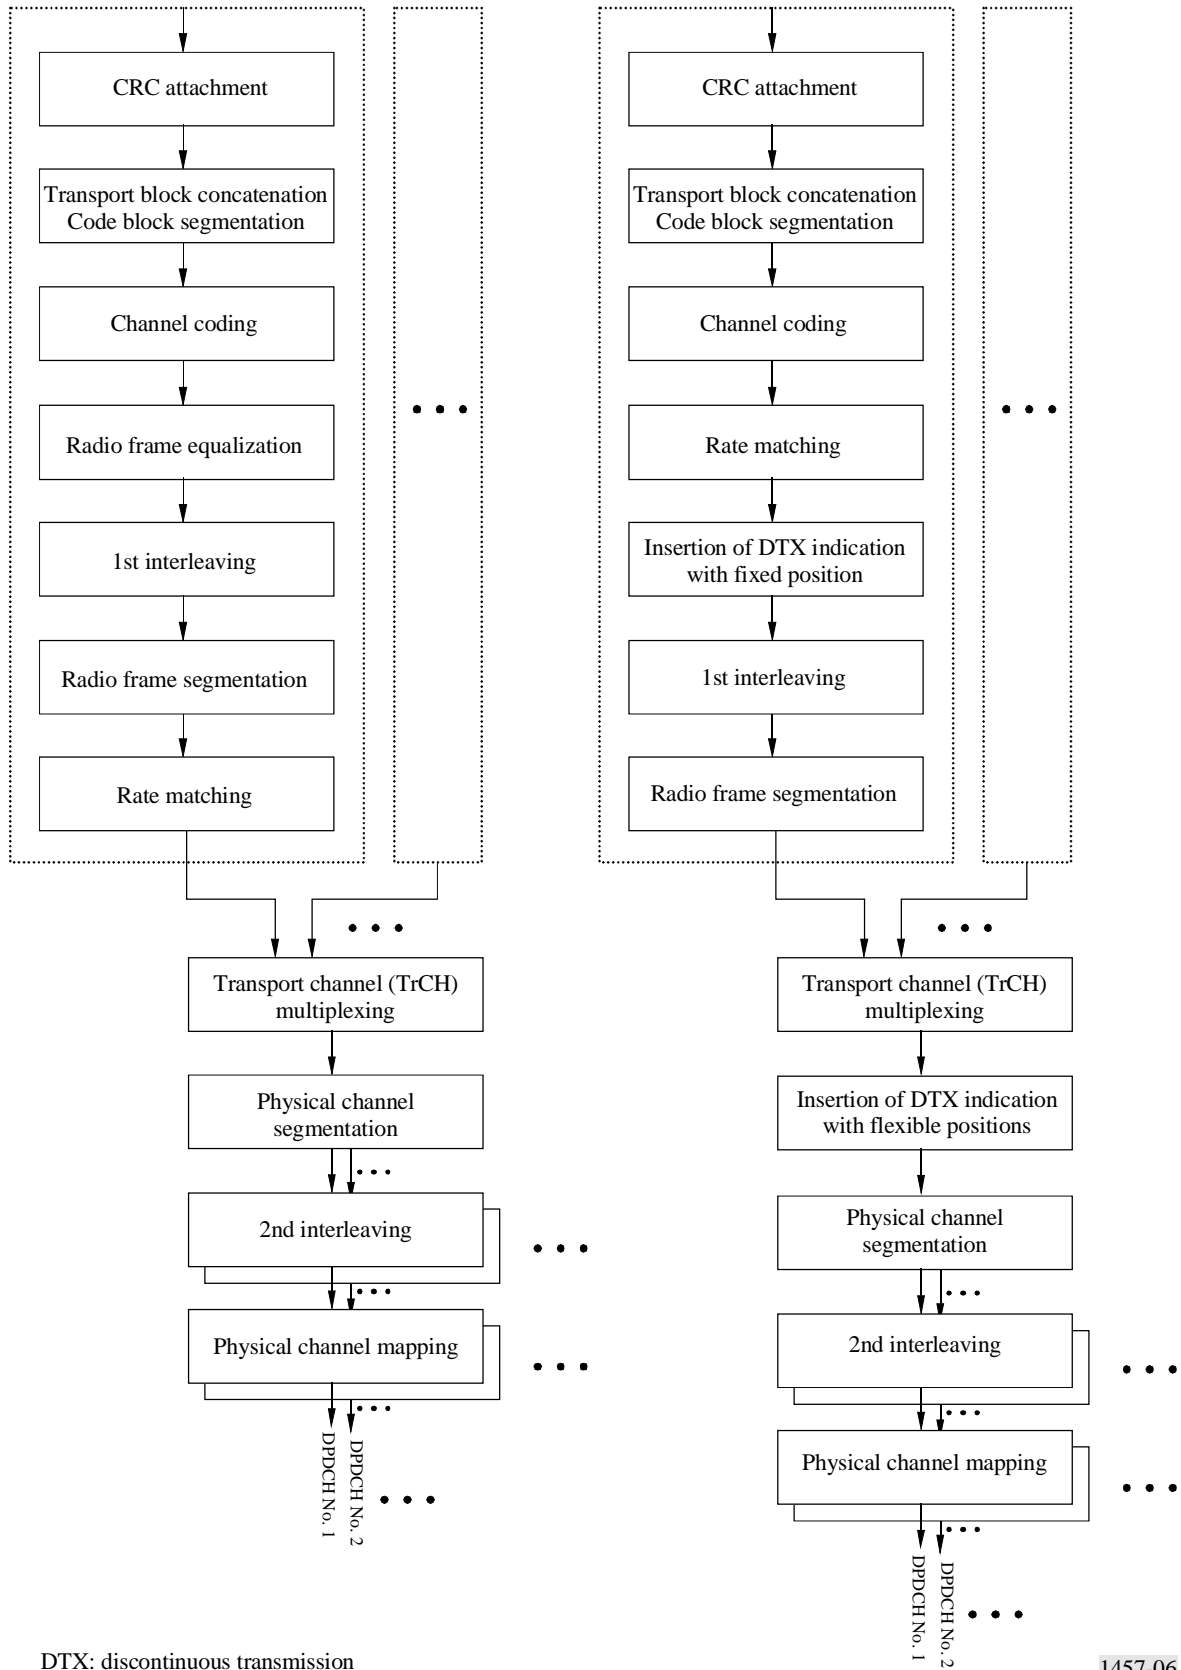 CRC attachment
Transport block concatenation
Code block segmentation
Channel coding
Radio frame equalization
1st interleaving
Radio frame segmentation
Rate matching
Transport channel (TrCH)
multiplexing
Physical channel
segmentation
2nd interleaving
Physical channel mapping
DPDCH No. 1
DPDCH No. 2
CRC attachment
Transport block concatenation
Code block segmentation
Channel coding
Rate matching
Insertion of DTX indication
with fixed position
1st interleaving
Radio frame segmentation
Transport channel (TrCH)
multiplexing
Insertion of DTX indication
with flexible positions
Physical channel
segmentation
2nd interleaving
Physical channel mapping
DPDCH No. 1
DPDCH No. 2
DTX: discontinuous transmission
1457-06